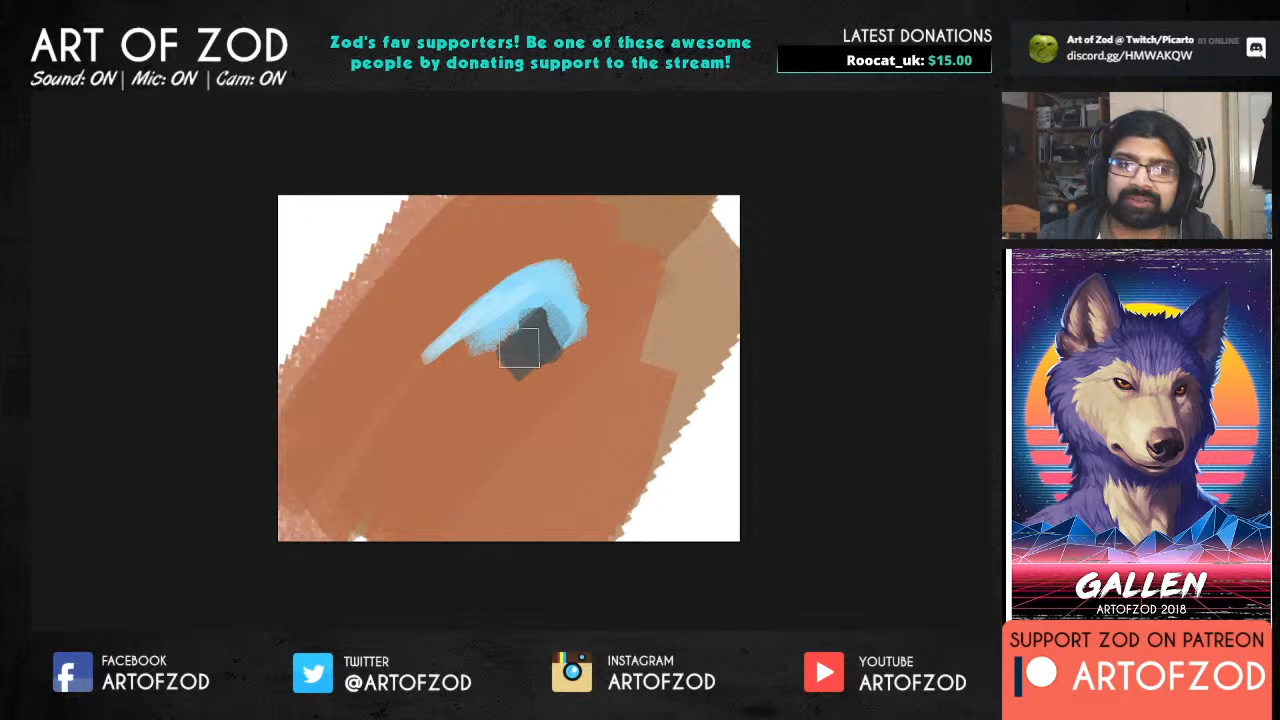 ART OF ZOD
Sound: ON | Mic: ON | Cam: ON
Zod's fav supporters! Be one of these awesome
people by donating support to the stream!
LATEST DONATIONS
Roocat_uk: $15.00
Art of Zod @ Twitch/Picarto 81 ONLINE
discord.gg/HMWAKQW
GALLEN
ARTOFZOD 2018
SUPPORT ZOD ON PATREON
ARTOFZOD
FACEBOOK
ARTOFZOD
TWITTER
@ARTOFZOD
INSTAGRAM
ARTOFZOD
YOUTUBE
ARTOFZOD